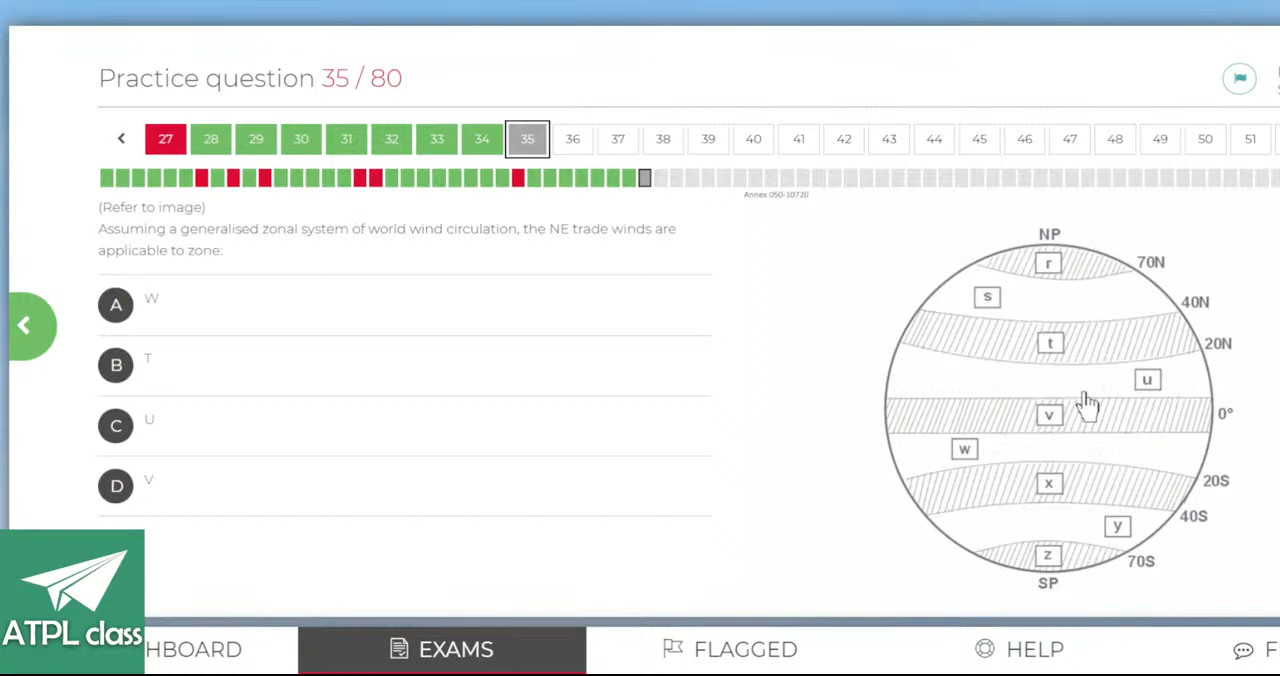 Practice question 35 / 80
27 28 29 30 31 32 33 34 35 36 37 38 39 40 41 42 43 44 45 46 47 48 49 50 51
Annex 050-10720
(Refer to image)
Assuming a generalised zonal system of world wind circulation, the NE trade winds are
applicable to zone:
A W
B T
C U
D V
NP
r
70N
s
40N
t
20N
u
v
0°
w
20S
x
40S
y
z
70S
SP
ATPL class
HBOARD
EXAMS
FLAGGED
HELP
F